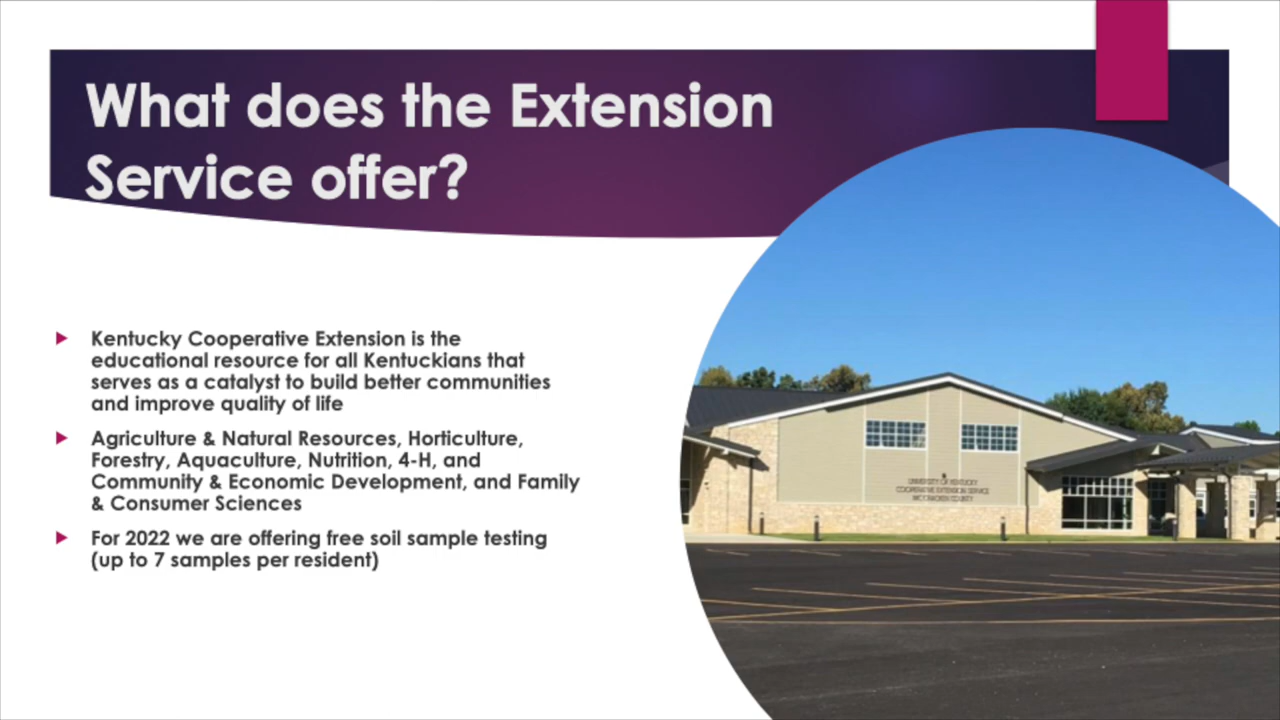 What does the Extension
Service offer?
Kentucky Cooperative Extension is the
educational resource for all Kentuckians that
serves as a catalyst to build better communities
and improve quality of life
Agriculture & Natural Resources, Horticulture,
Forestry, Aquaculture, Nutrition, 4-H, and
Community & Economic Development, and Family
& Consumer Sciences
For 2022 we are offering free soil sample testing
(up to 7 samples per resident)
UNIVERSITY OF KENTUCKY
COOPERATIVE EXTENSION SERVICE
MCCRACKEN COUNTY